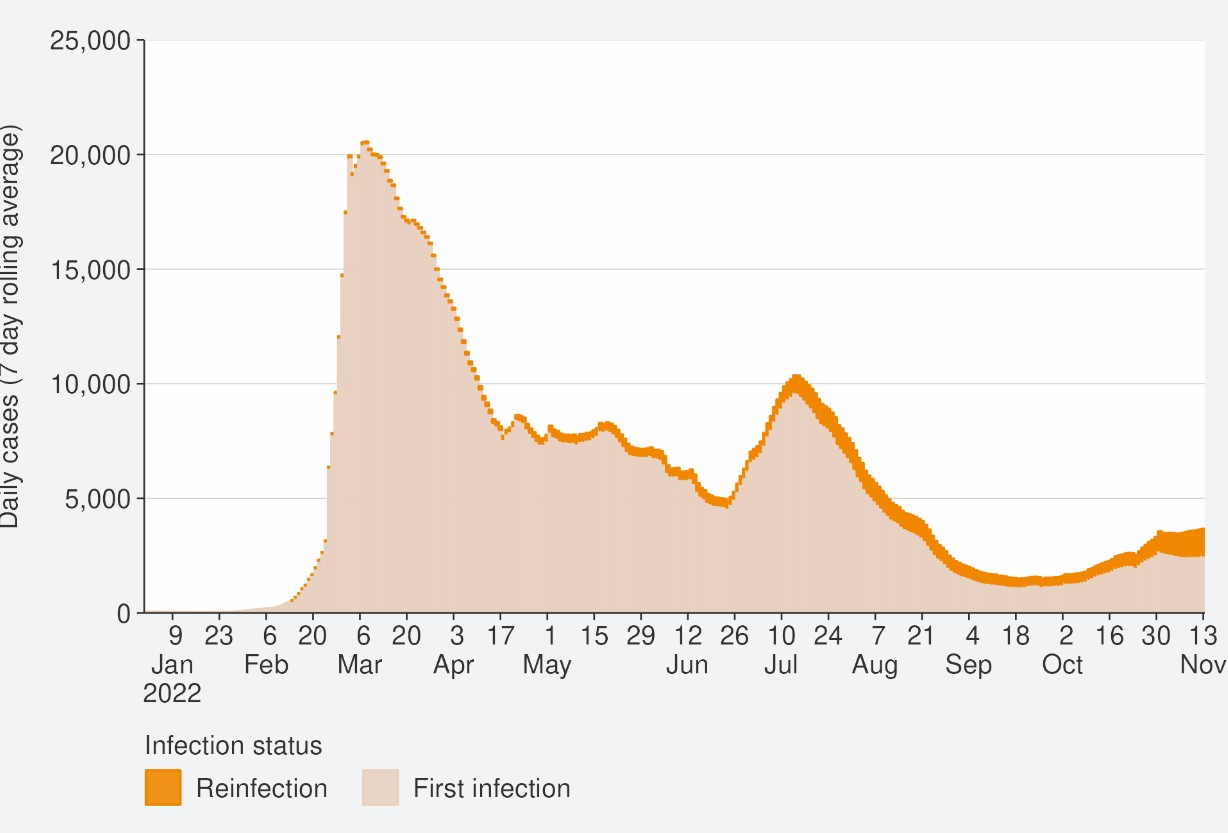 Daily cases (7 day rolling average)
25,000
20,000
15,000
10,000
5,000
0
9 23 6 20 6 20 3 17 1 15 29 12 26 10 24 7 21 4 18 2 16 30 13
Jan Feb Mar Apr May Jun Jul Aug Sep Oct Nov
2022
Infection status
Reinfection First infection